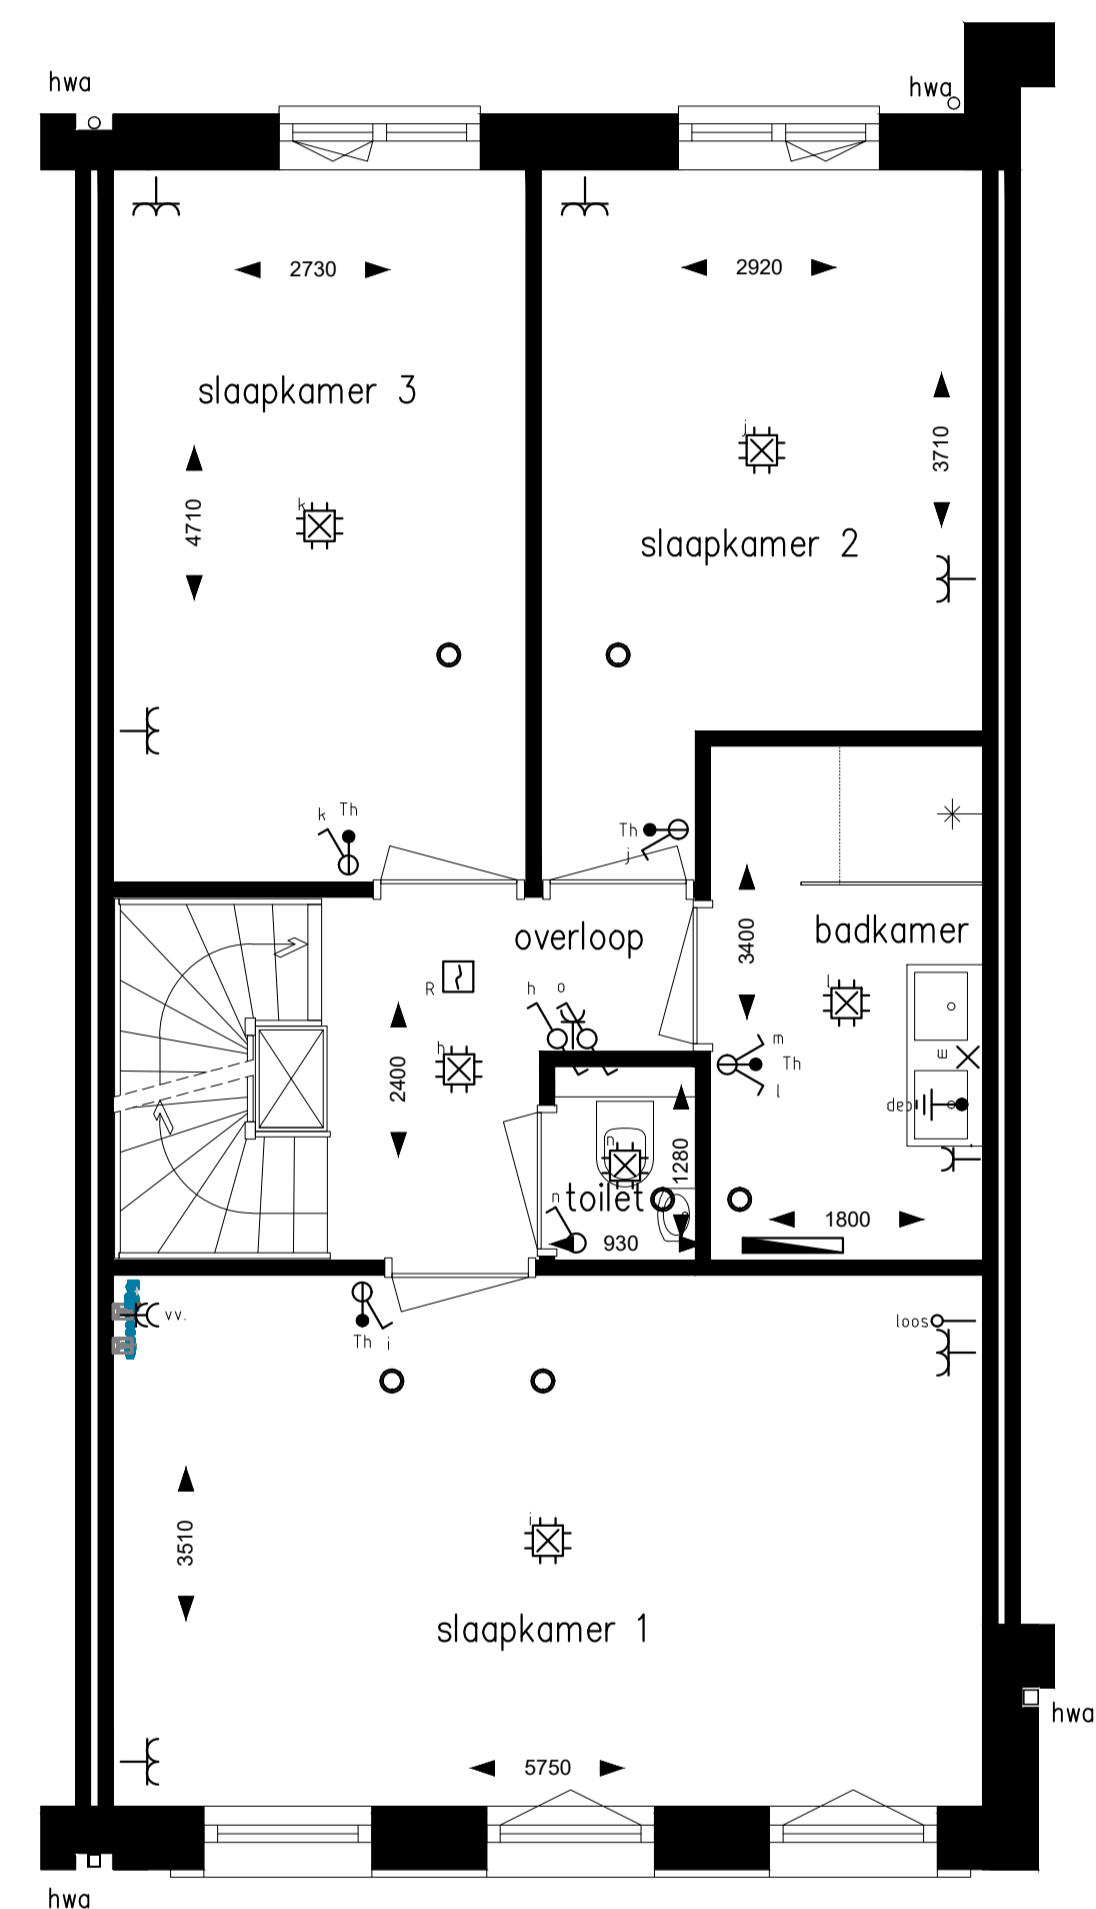 hwa
hwa
2730
2920
slaapkamer 3
3710
j
4710
k
slaapkamer 2
k
Th
Th
j
overloop
badkamer
3400
R
h
o
l
h
2400
m
Th
l
m
cap
n
1280
toilet
n
930
1800
vv.
Th
i
loos
3510
i
slaapkamer 1
hwa
5750
hwa